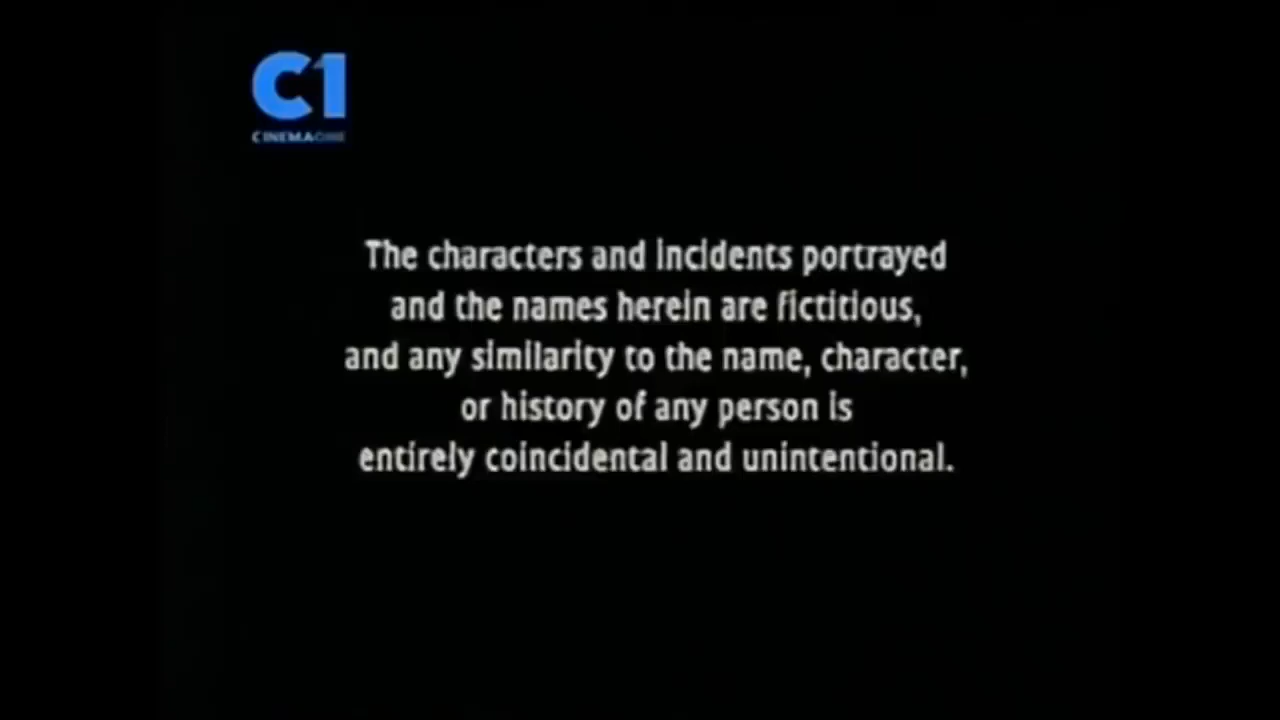 C1
CINEMAONE
The characters and incidents portrayed
and the names herein are fictitious,
and any similarity to the name, character,
or history of any person is
entirely coincidental and unintentional.